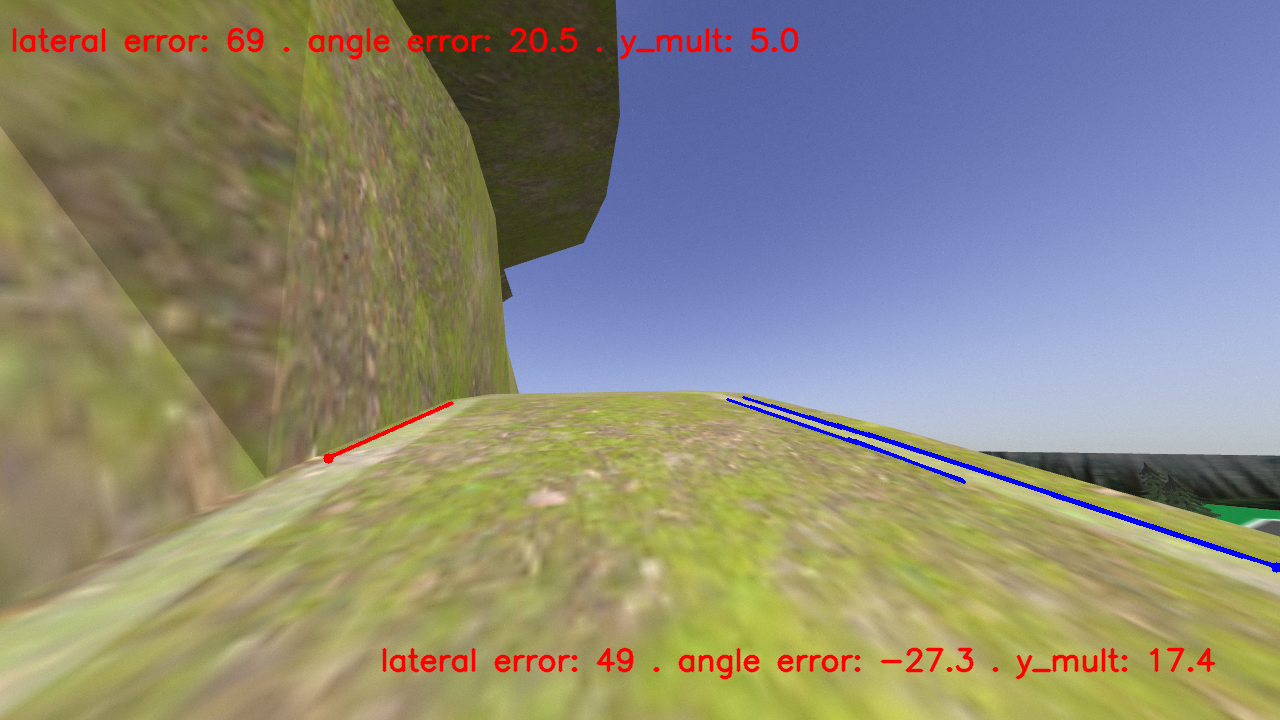 lateral error: 69 . angle error: 20.5 . y_mult: 5.0
lateral error: 49 . angle error: -27.3 . y_mult: 17.4